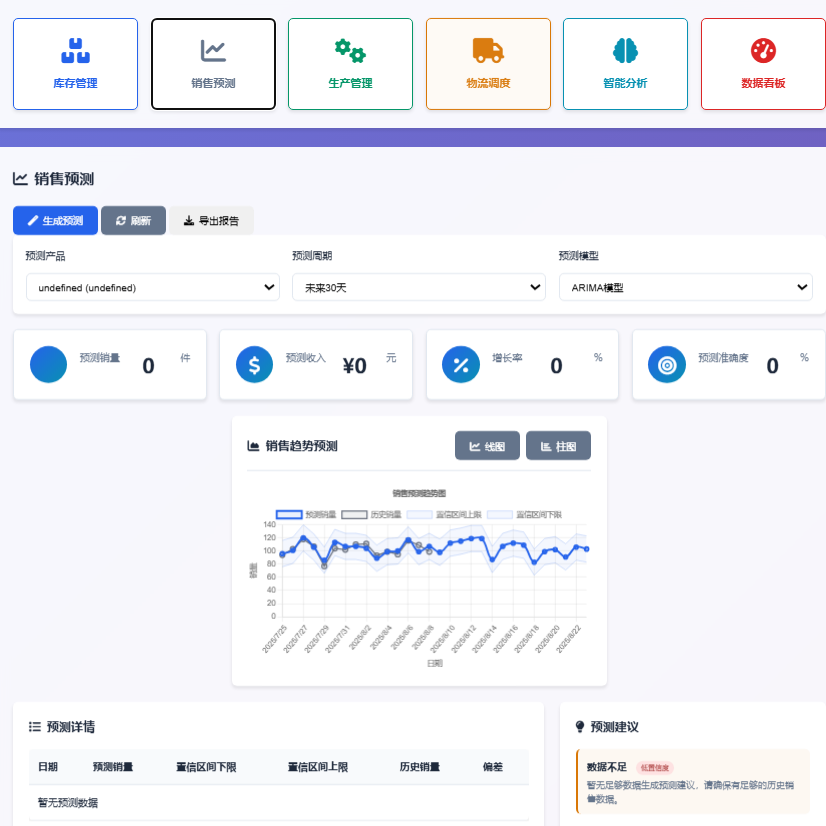 库存管理
销售预测
生产管理
物流调度
智能分析
数据看板
销售预测
生成预测
刷新
导出报告
预测产品
预测周期
预测模型
undefined (undefined)
未来30天
ARIMA模型
预测销量 0 件
预测收入 ¥0 元
增长率 0 %
预测准确度 0 %
销售趋势预测
线图
柱图
销售预测趋势图
预测销量 历史销量 置信区间上限 置信区间下限
140
120
100
80
60
40
20
0
销量
2025/7/25 2025/7/27 2025/7/29 2025/7/31 2025/8/2 2025/8/4 2025/8/6 2025/8/8 2025/8/10 2025/8/12 2025/8/14 2025/8/16 2025/8/18 2025/8/20 2025/8/22
日期
预测详情
日期 预测销量 置信区间下限 置信区间上限 历史销量 偏差
暂无预测数据
预测建议
数据不足 低置信度
暂无足够数据生成预测建议，请确保有足够的历史销
售数据。